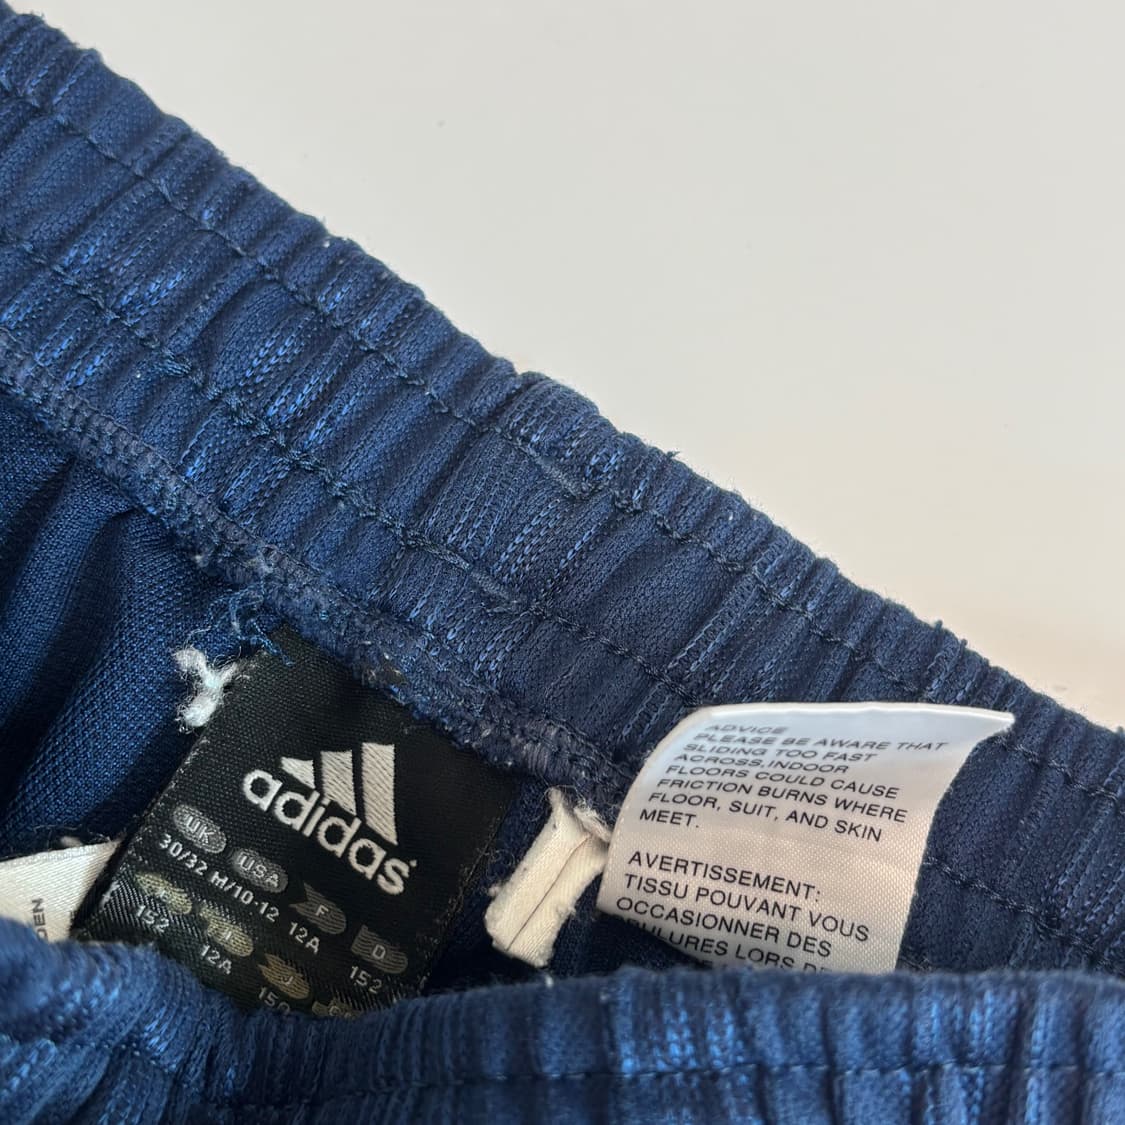 adidas
UK USA F D
30/32 M/10-12 12A 152
152 12A 150
DEN
ADVICE
PLEASE BE AWARE THAT
SLIDING TOO FAST
ACROSS.INDOOR
FLOORS COULD CAUSE
FRICTION BURNS WHERE
FLOOR, SUIT, AND SKIN
MEET.
AVERTISSEMENT:
TISSU POUVANT VOUS
OCCASIONNER DES
LORS